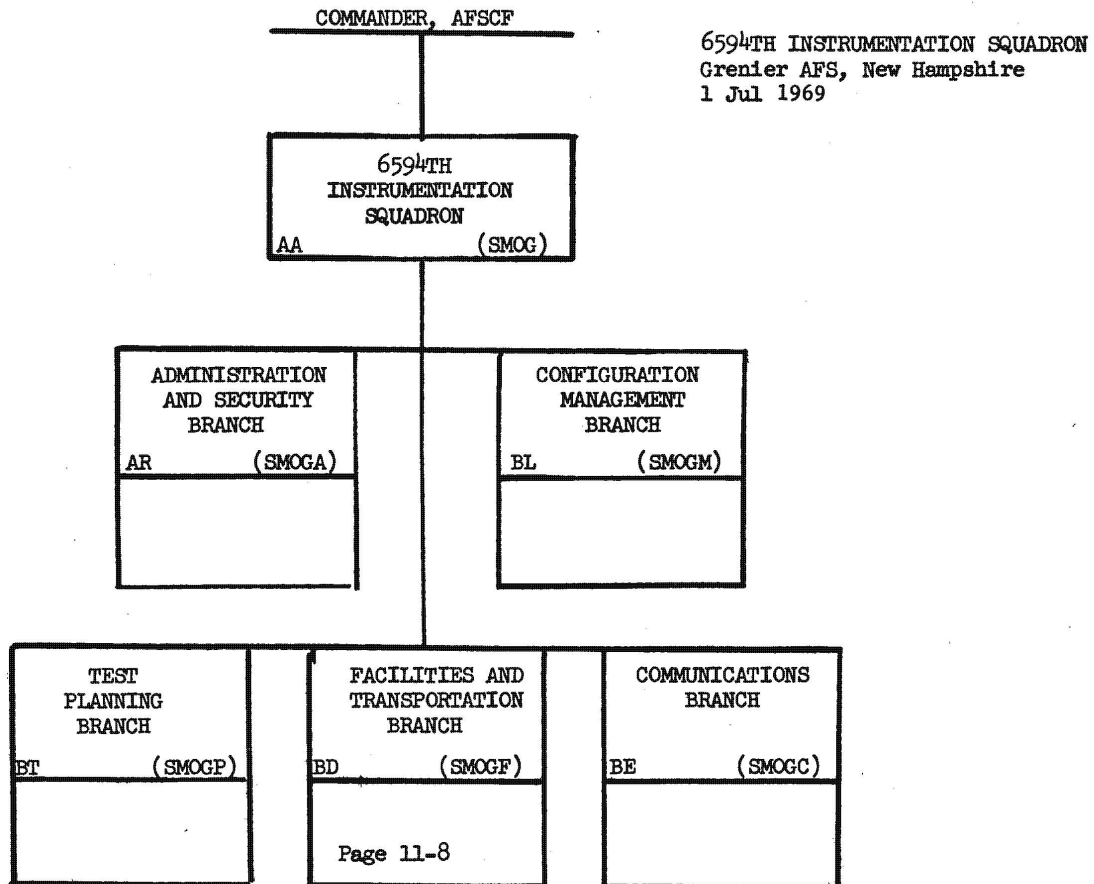 COMMANDER, AFSCF
6594TH INSTRUMENTATION SQUADRON
Grenier AFS, New Hampshire
1 Jul 1969
6594TH
INSTRUMENTATION
SQUADRON
AA (SMOG)
ADMINISTRATION
AND SECURITY
BRANCH
AR (SMOGA)
CONFIGURATION
MANAGEMENT
BRANCH
BL (SMOGM)
TEST
PLANNING
BRANCH
BT (SMOGP)
FACILITIES AND
TRANSPORTATION
BRANCH
BD (SMOGF)
COMMUNICATIONS
BRANCH
BE (SMOGC)
Page 11-8